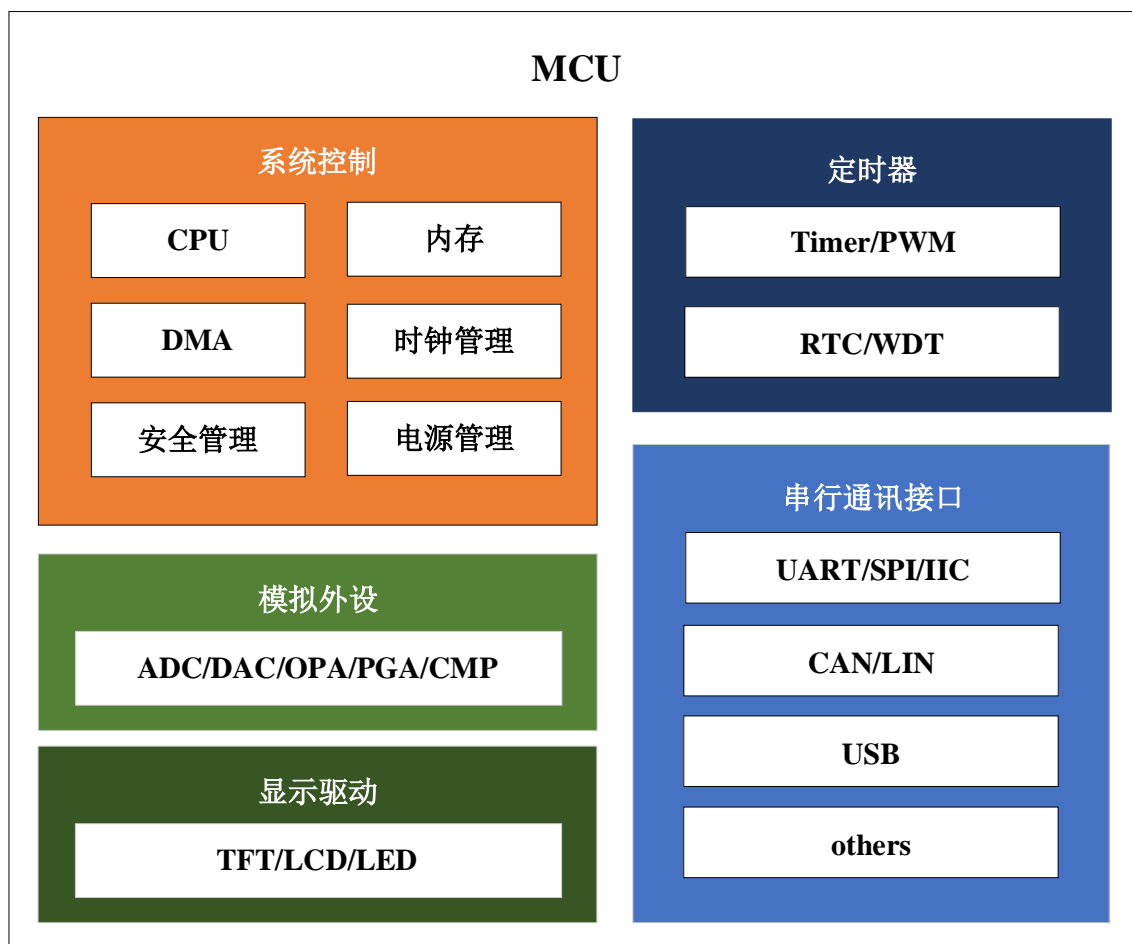 MCU
系统控制
CPU
内存
DMA
时钟管理
安全管理
电源管理
模拟外设
ADC/DAC/OPA/PGA/CMP
显示驱动
TFT/LCD/LED
定时器
Timer/PWM
RTC/WDT
串行通讯接口
UART/SPI/IIC
CAN/LIN
USB
others